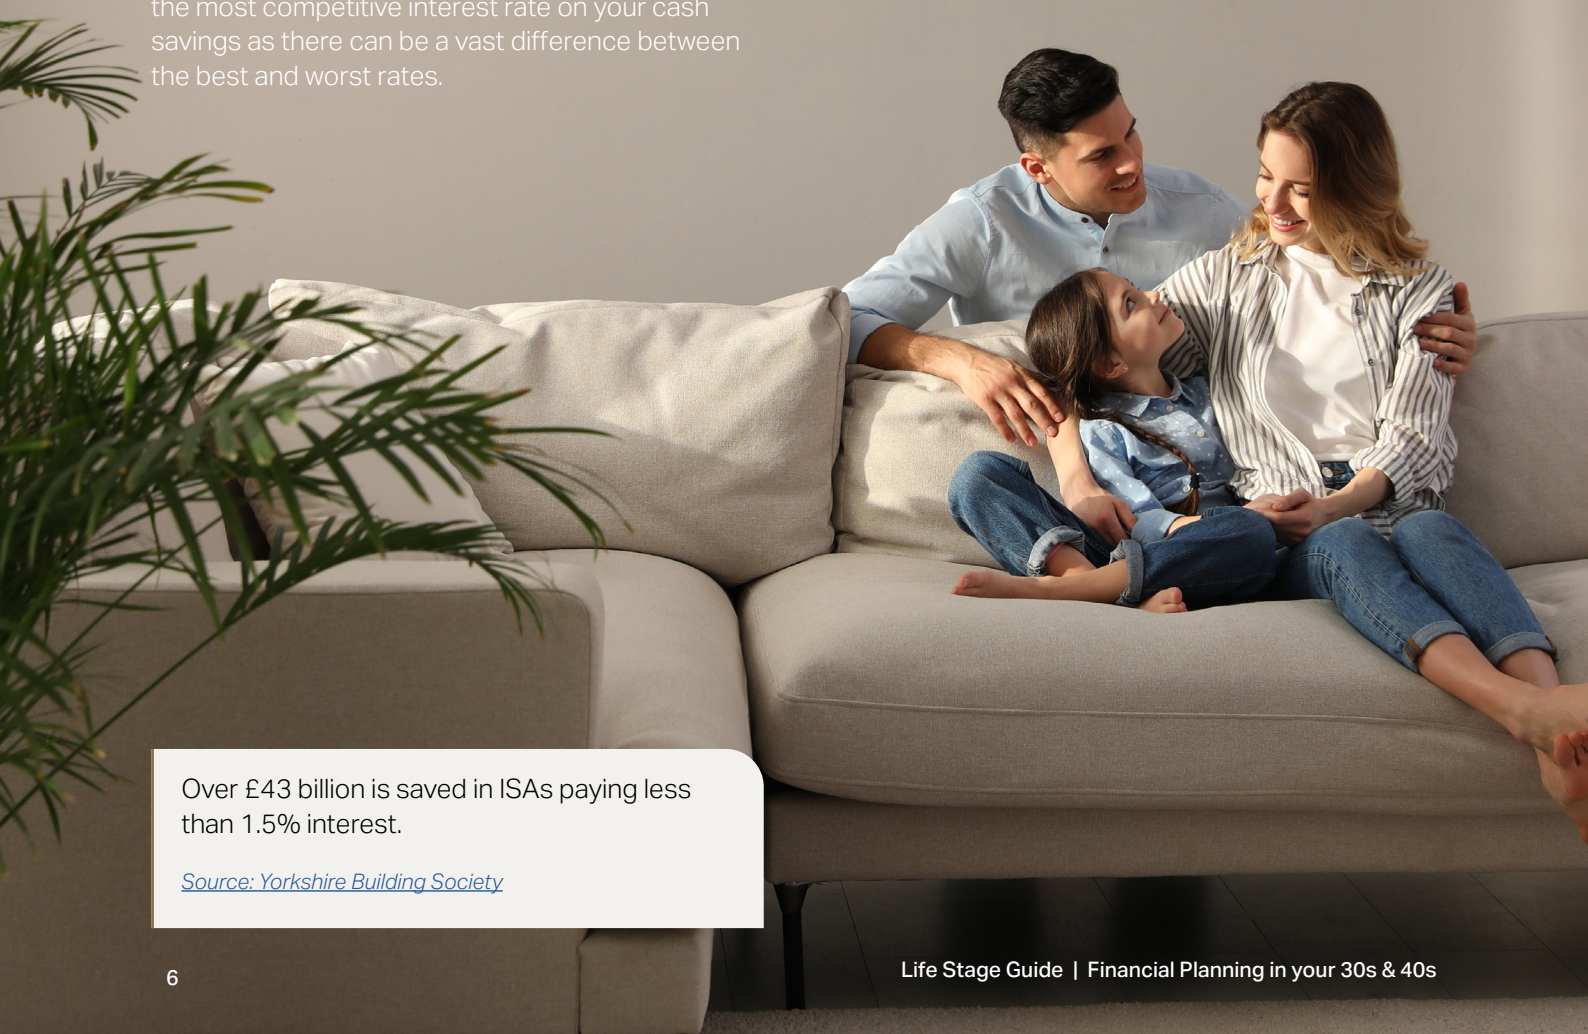 the most competitive interest rate on your cash
savings as there can be a vast difference between
the best and worst rates.
Over £43 billion is saved in ISAs paying less
than 1.5% interest.
Source: Yorkshire Building Society
6
Life Stage Guide | Financial Planning in your 30s & 40s